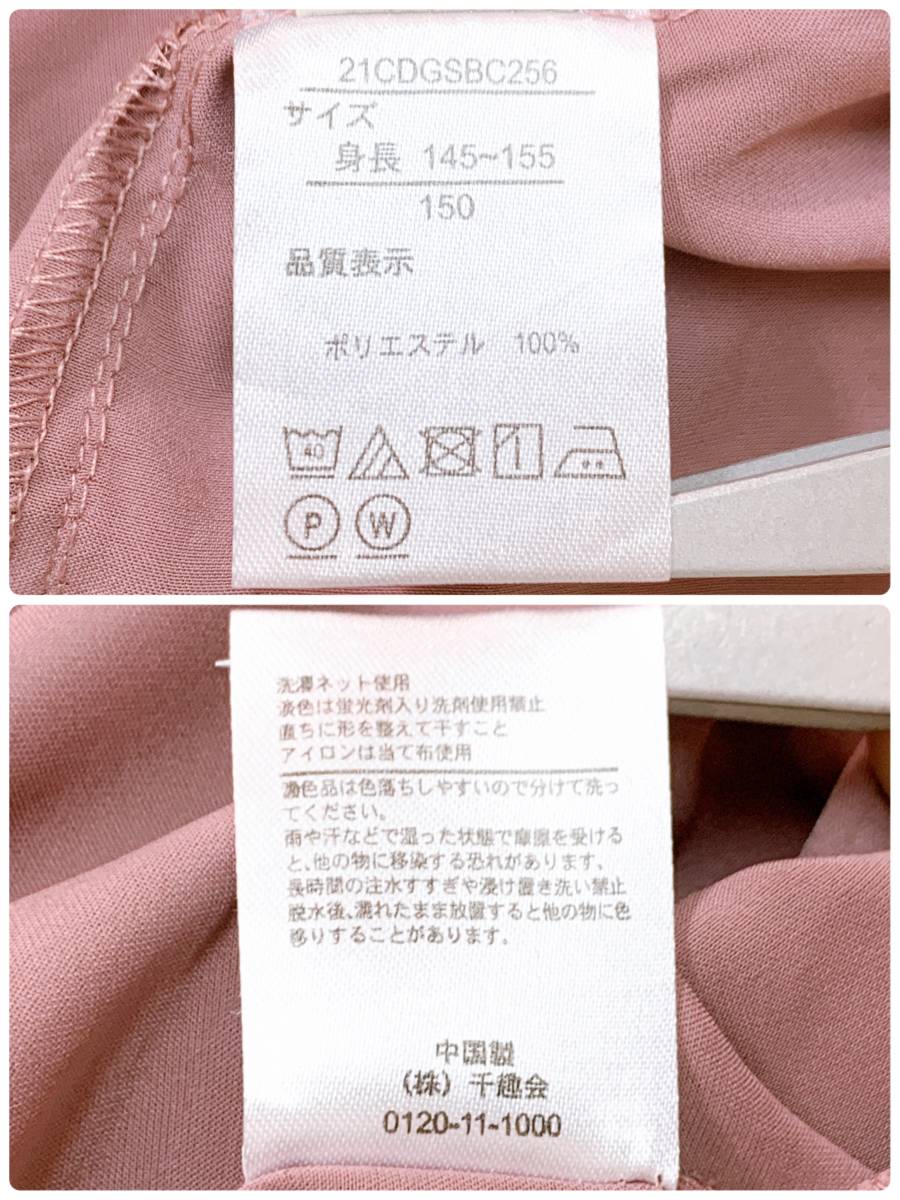 21CDGSBC256
サイズ
身長 145~155
150
品質表示
ポリエステル 100%
40
P W
洗濯ネット使用
淡色は蛍光剤入り洗剤使用禁止
直ちに形を整えて干すこと
アイロンは当て布使用
濃色品は色落ちしやすいので分けて洗っ
てください。
雨や汗などで湿った状態で摩擦を受ける
と、他の物に移染する恐れがあります。
長時間の注水すすぎや浸け置き洗い禁止
脱水後、濡れたまま放置すると他の物に色
移りすることがあります。
中国製
(株) 千趣会
0120-11-1000